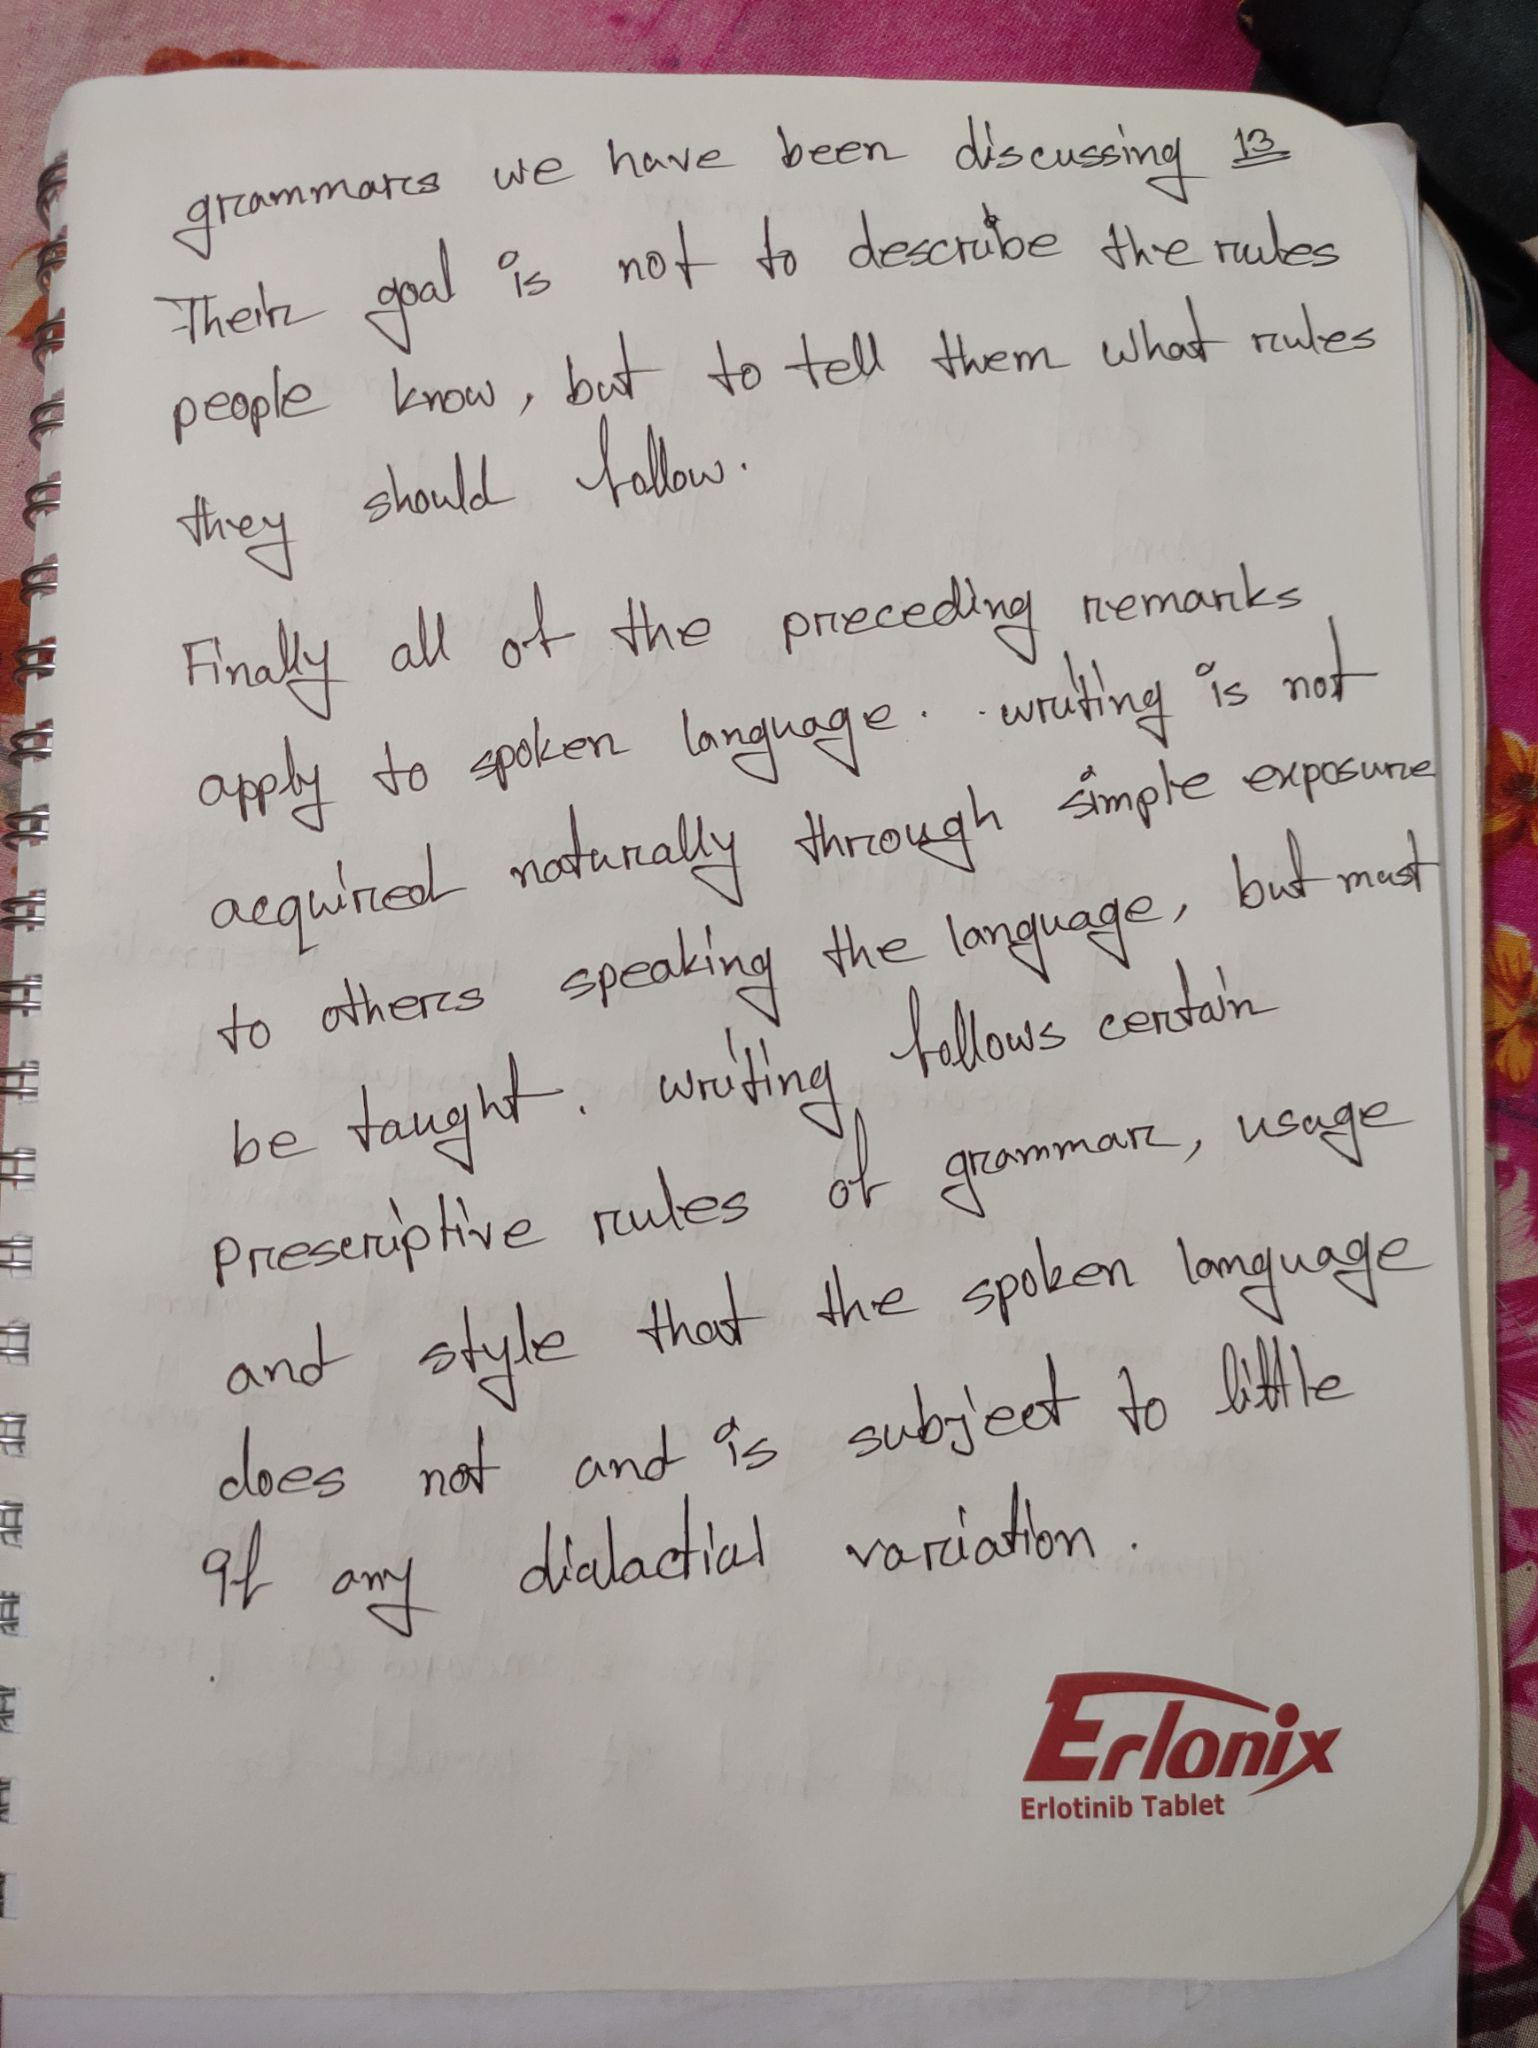 grammars we have been discussing 13
Their goal is not to describe the rules
people know, but to tell them what rules
they should follow.
Finally all of the preceding remarks
apply to spoken language. . writing is not
acquired naturally through simple exposure
to others speaking the language, but must
be taught. writing follows certain
prescriptive rules of grammar, usage
and style that the spoken language
does not and is subject to little
If any dialactial variation.
Erlonix
Erlotinib Tablet